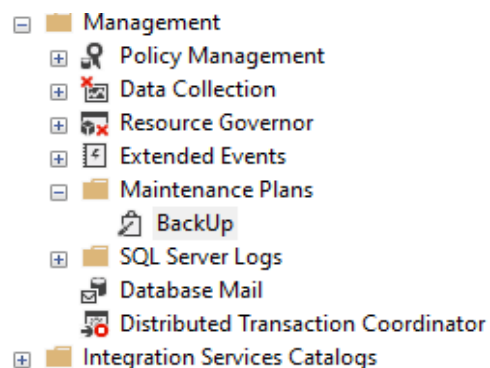 Management
Policy Management
Data Collection
Resource Governor
Extended Events
Maintenance Plans
BackUp
SQL Server Logs
Database Mail
Distributed Transaction Coordinator
Integration Services Catalogs